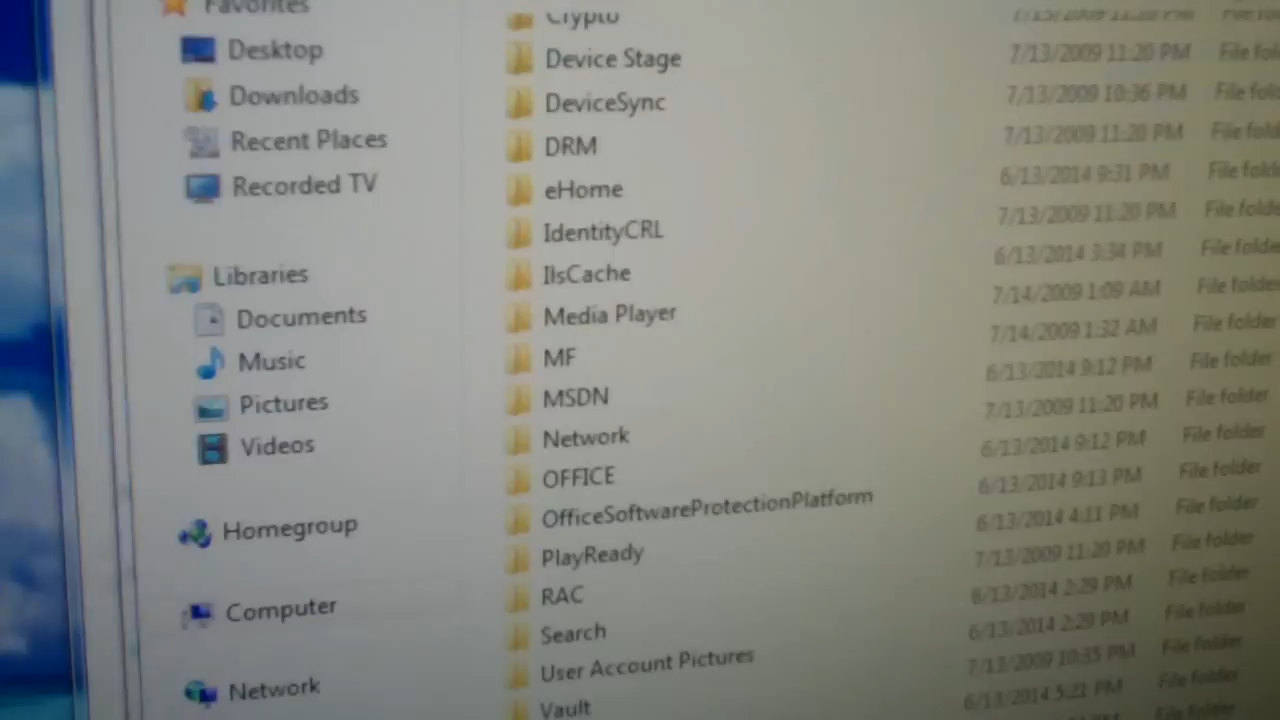 Favorites
Desktop
Downloads
Recent Places
Recorded TV
Libraries
Documents
Music
Pictures
Videos
Homegroup
Computer
Network
Crypto
Device Stage
DeviceSync
DRM
eHome
IdentityCRL
IlsCache
Media Player
MF
MSDN
Network
OFFICE
OfficeSoftwareProtectionPlatform
PlayReady
RAC
Search
User Account Pictures
Vault
7/13/2009 11:20 PM File
7/13/2009 10:36 PM File
7/13/2009 11:20 PM File
6/13/2014 9:31 PM File
7/13/2009 11:20 PM File folder
6/13/2014 3:34 PM File folder
7/14/2009 1:09 AM File folder
7/14/2009 1:32 AM File folder
6/13/2014 9:12 PM File folder
7/13/2009 11:20 PM File folder
6/13/2014 9:12 PM File folder
6/13/2014 9:13 PM File folder
6/13/2014 4:11 PM File folder
7/13/2009 11:20 PM File folder
6/13/2014 2:29 PM File folder
6/13/2014 2:29 PM File folder
7/13/2009 10:35 PM File folder
6/13/2014 5:21 PM File folder